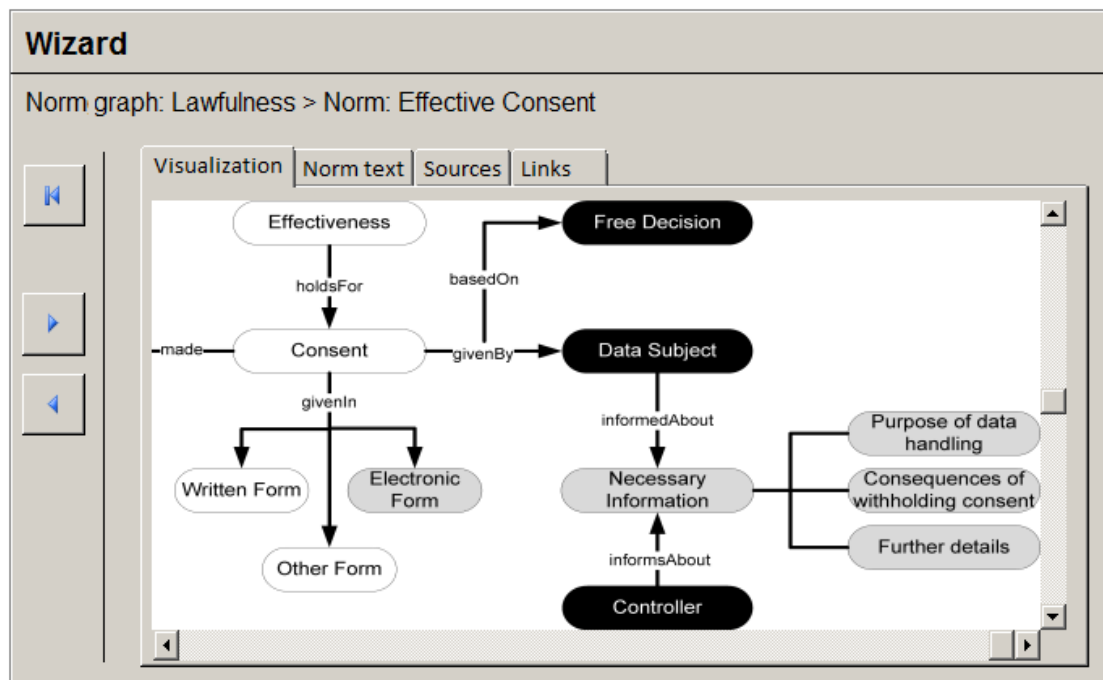 Wizard
Norm graph: Lawfulness > Norm: Effective Consent
Visualization
Norm text
Sources
Links
Effectiveness
Free Decision
holdsFor
basedOn
made
Consent
givenBy
Data Subject
givenIn
informedAbout
Purpose of data
handling
Written Form
Electronic
Form
Necessary
Information
Consequences of
withholding consent
Other Form
Further details
informsAbout
Controller